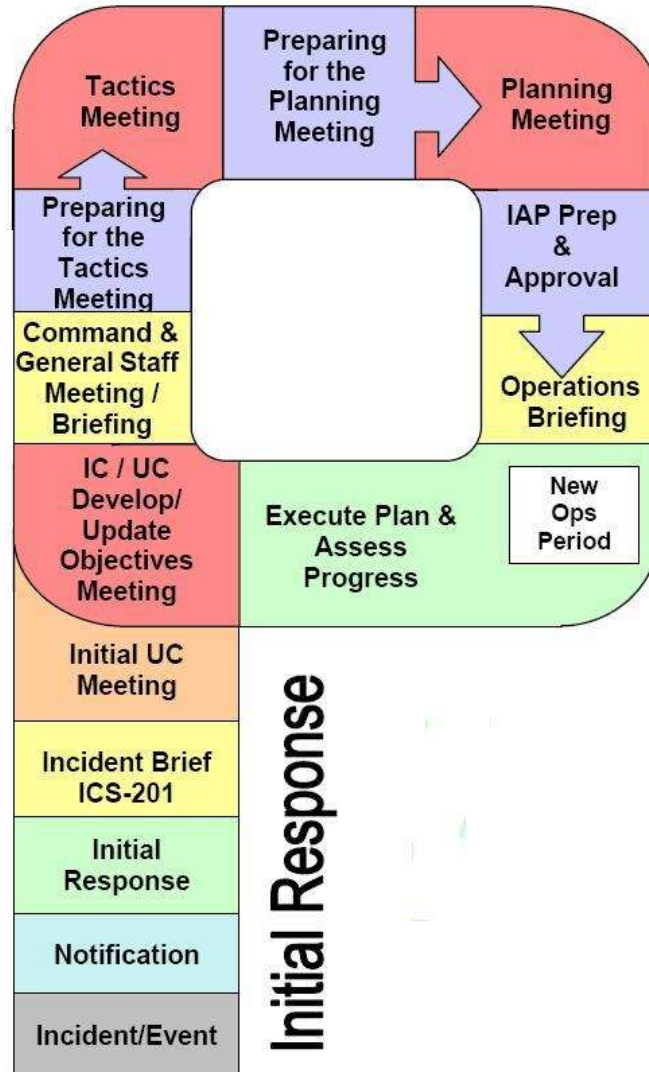 Tactics
Meeting
Preparing
for the
Planning
Meeting
Planning
Meeting
Preparing
for the
Tactics
Meeting
IAP Prep
&
Approval
Command &
General Staff
Meeting /
Briefing
Operations
Briefing
IC / UC
Develop/
Update
Objectives
Meeting
Execute Plan &
Assess
Progress
New
Ops
Period
Initial UC
Meeting
Incident Brief
ICS-201
Initial
Response
Notification
Incident/Event
Initial Response